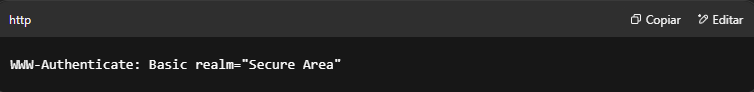 http Copiar Editar
WWW-Authenticate: Basic realm="Secure Area"